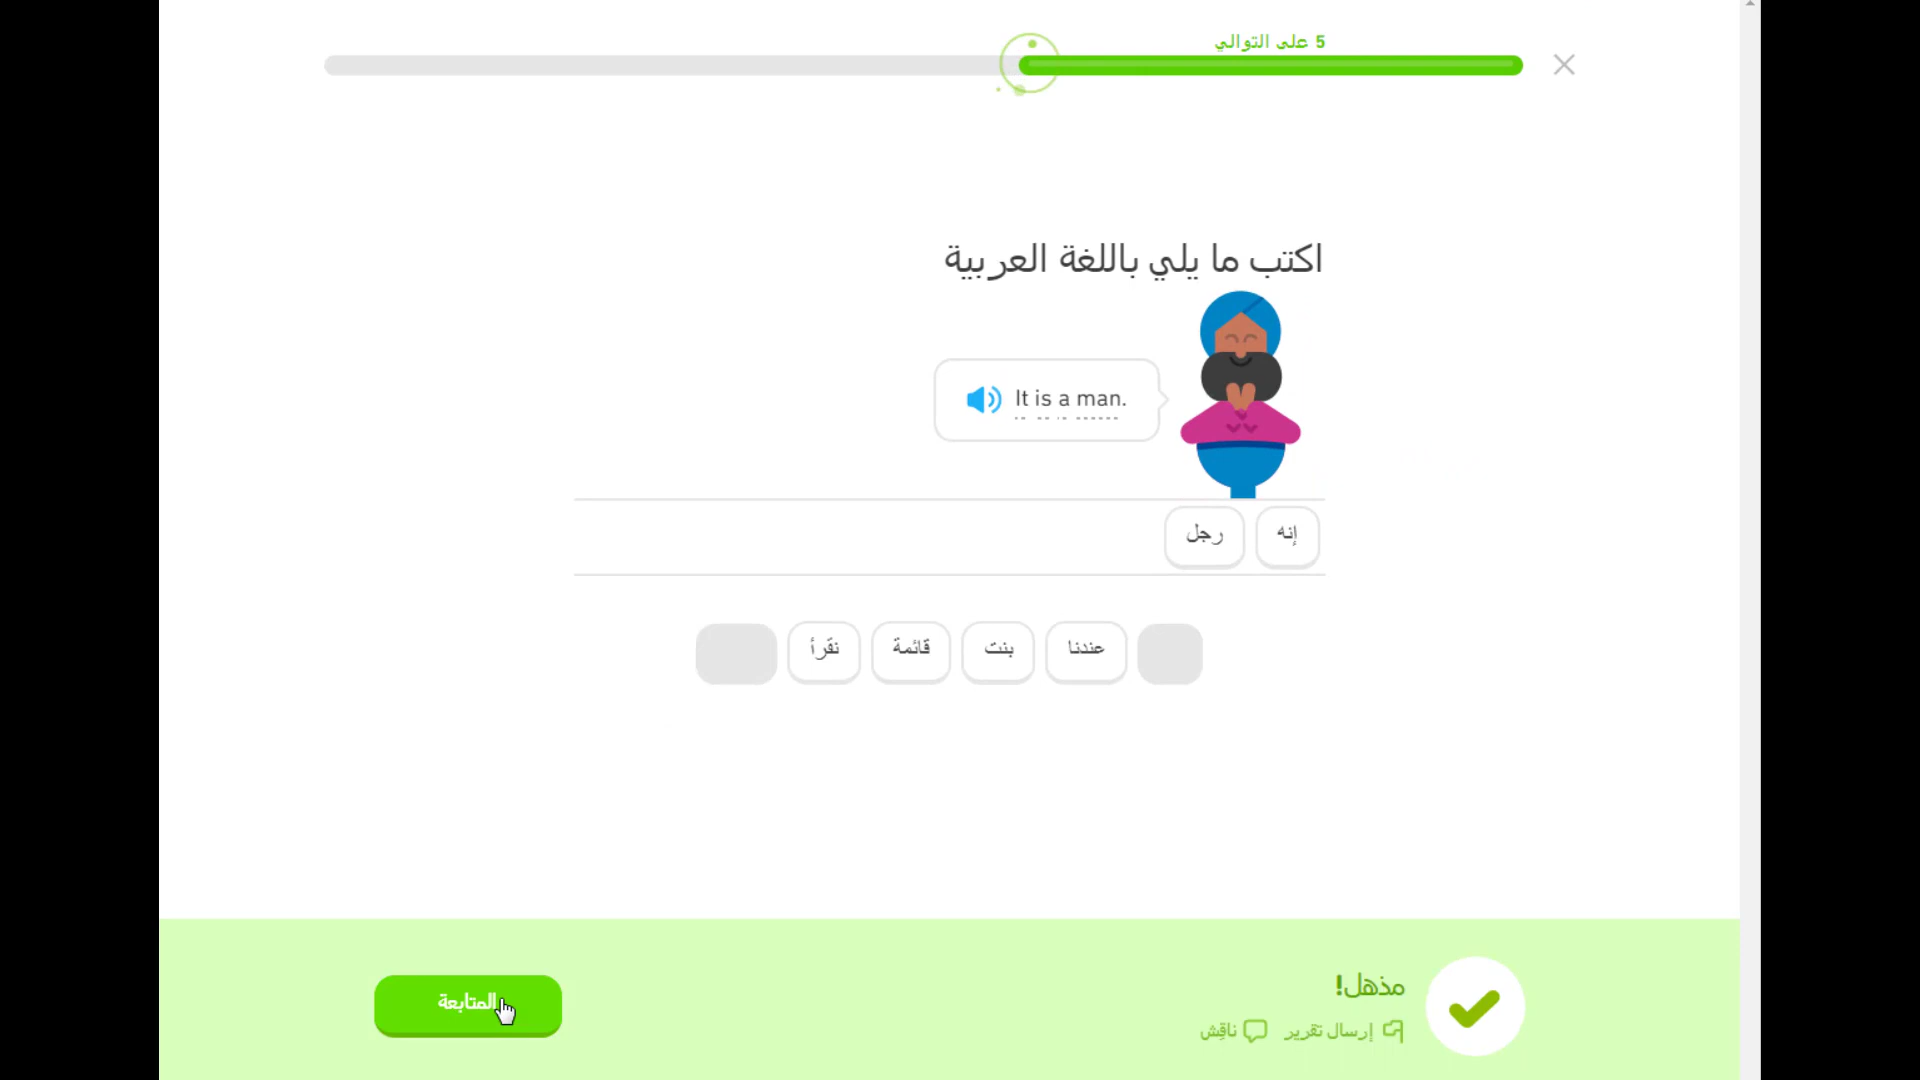 5 على التوالي
اكتب ما يلي باللغة العربية
It is a man.
إنه رجل
عندنا بنت قائمة نقرأ
مذهل!
إرسال تقرير ناقِش
المتابعة